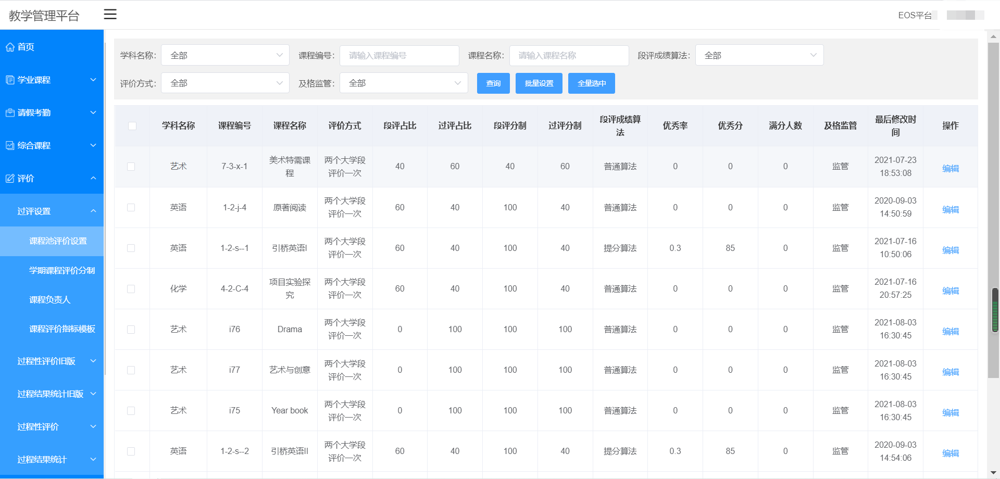 教学管理平台
EOS平台
首页
学业课程
请假考勤
综合课程
评价
过评设置
课程池评价设置
学期课程评价分制
课程负责人
课程评价指标模板
过程性评价旧版
过程结果统计旧版
过程性评价
过程结果统计
学科名称: 全部 课程编号: 请输入课程编号 课程名称: 请输入课程名称 段评成绩算法: 全部
评价方式: 全部 及格监管: 全部 查询 批量设置 全量选中
学科名称 课程编号 课程名称 评价方式 段评占比 过评占比 段评分制 过评分制 段评成绩算法 优秀率 优秀分 满分人数 及格监管 最后修改时间 操作
艺术 7-3-x-1 美术特需课程 两个大学段评价一次 40 60 40 60 普通算法 0 0 0 监管 2021-07-23 18:53:08 编辑
英语 1-2-j-4 原著阅读 两个大学段评价一次 60 40 100 40 普通算法 0 0 0 监管 2020-09-03 14:50:59 编辑
英语 1-2-s--1 引桥英语I 两个大学段评价一次 60 40 100 40 提分算法 0.3 85 0 监管 2021-07-16 10:50:06 编辑
化学 4-2-C-4 项目实验探究 两个大学段评价一次 60 40 100 40 普通算法 0 0 0 监管 2021-07-16 20:57:25 编辑
艺术 i76 Drama 两个大学段评价一次 0 100 100 100 普通算法 0 0 0 监管 2021-08-03 16:30:45 编辑
艺术 i77 艺术与创意 两个大学段评价一次 0 100 100 100 普通算法 0 0 0 监管 2021-08-03 16:30:45 编辑
艺术 i75 Year book 两个大学段评价一次 0 100 100 100 普通算法 0 0 0 监管 2021-08-03 16:30:45 编辑
英语 1-2-s--2 引桥英语II 两个大学段评价一次 60 40 100 40 提分算法 0.3 85 0 监管 2020-09-03 14:54:06 编辑